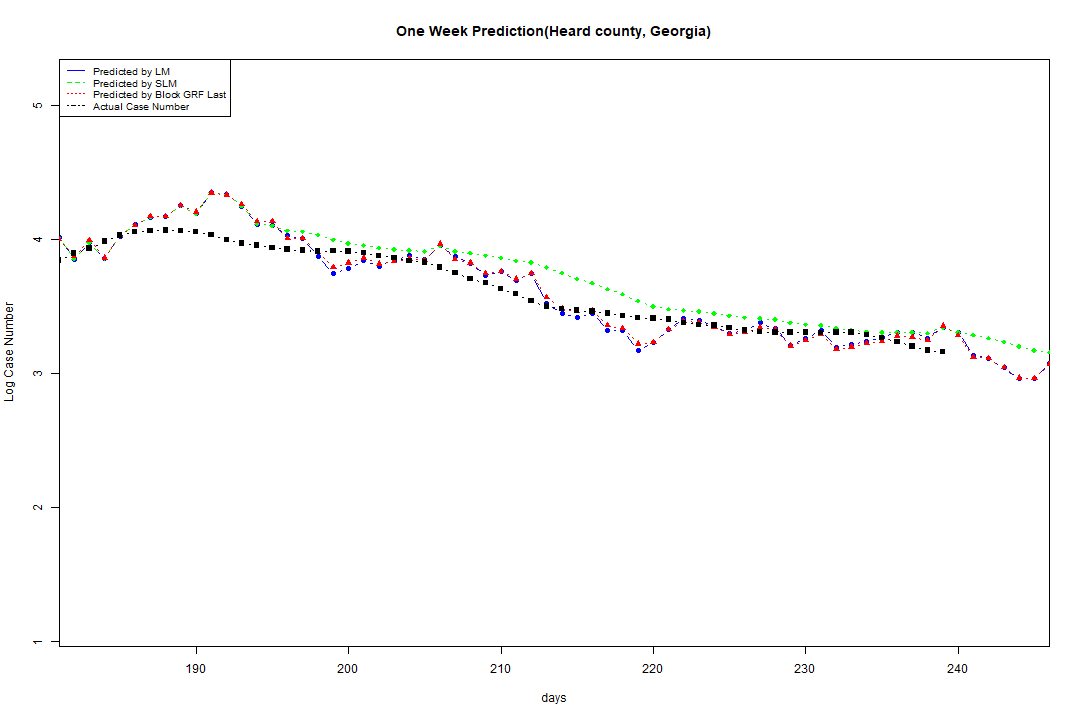 One Week Prediction(Heard county, Georgia)
Predicted by LM
Predicted by SLM
Predicted by Block GRF Last
Actual Case Number
5
4
3
2
1
Log Case Number
190 200 210 220 230 240
days